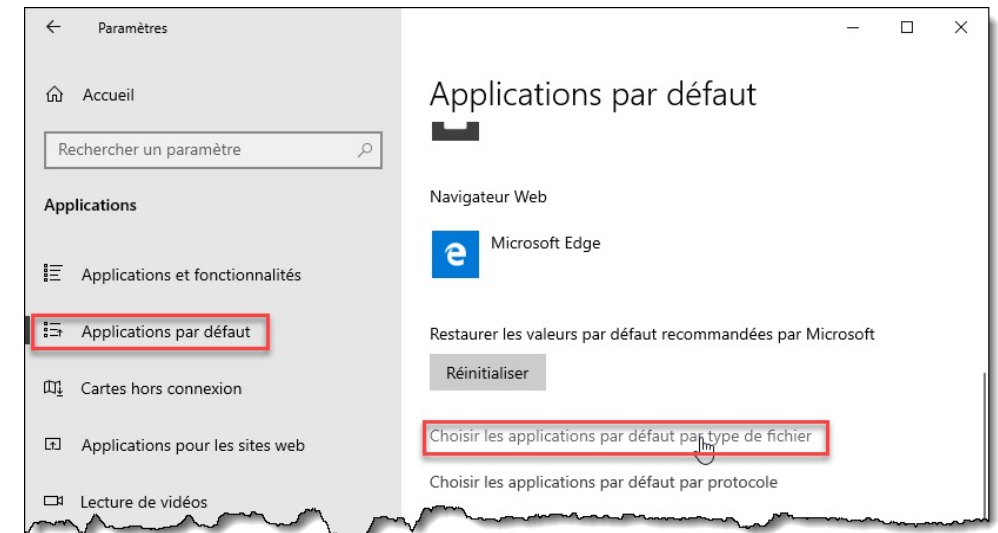 Paramètres
Accueil
Rechercher un paramètre
Applications
Applications et fonctionnalités
Applications par défaut
Cartes hors connexion
Applications pour les sites web
Lecture de vidéos
Applications par défaut
Navigateur Web
Microsoft Edge
Restaurer les valeurs par défaut recommandées par Microsoft
Réinitialiser
Choisir les applications par défaut par type de fichier
Choisir les applications par défaut par protocole